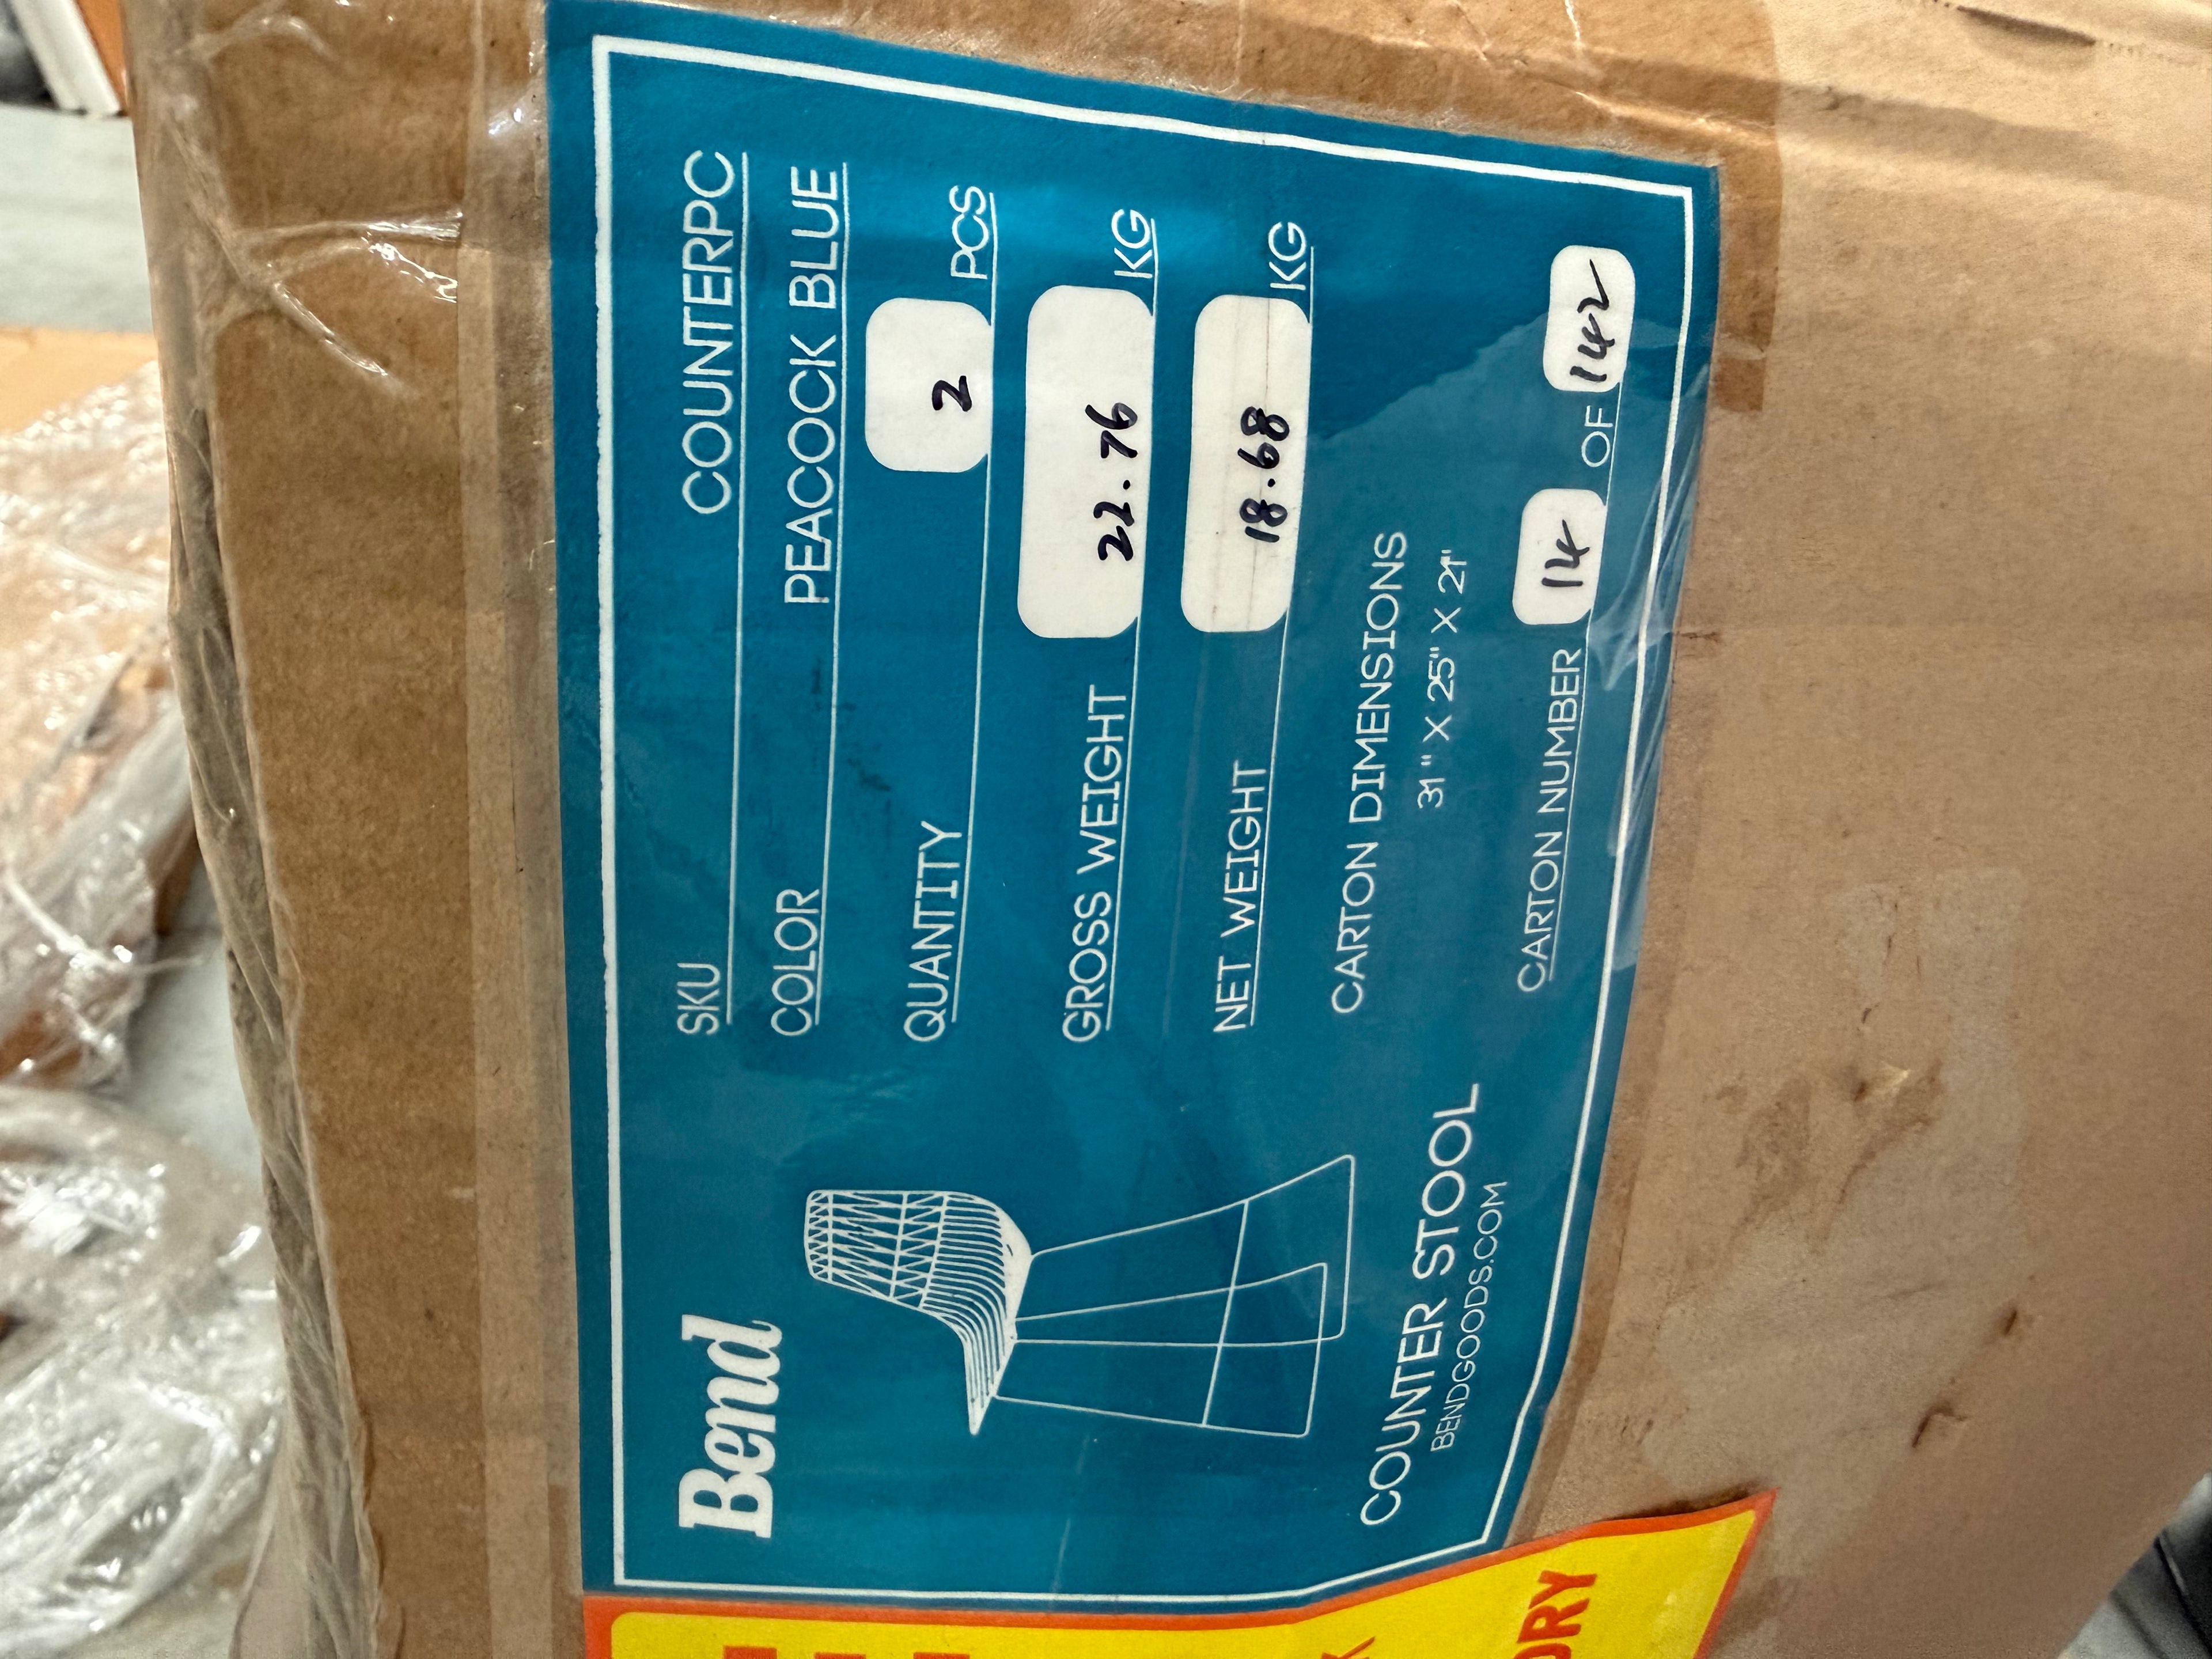 Bend
COUNTER STOOL
BENDGOODS.COM
SKU COUNTERPC
COLOR PEACOCK BLUE
QUANTITY 2 PCS
GROSS WEIGHT 22.76 KG
NET WEIGHT 18.68 KG
CARTON DIMENSIONS
31" X 25" X 21"
CARTON NUMBER 14 OF 142